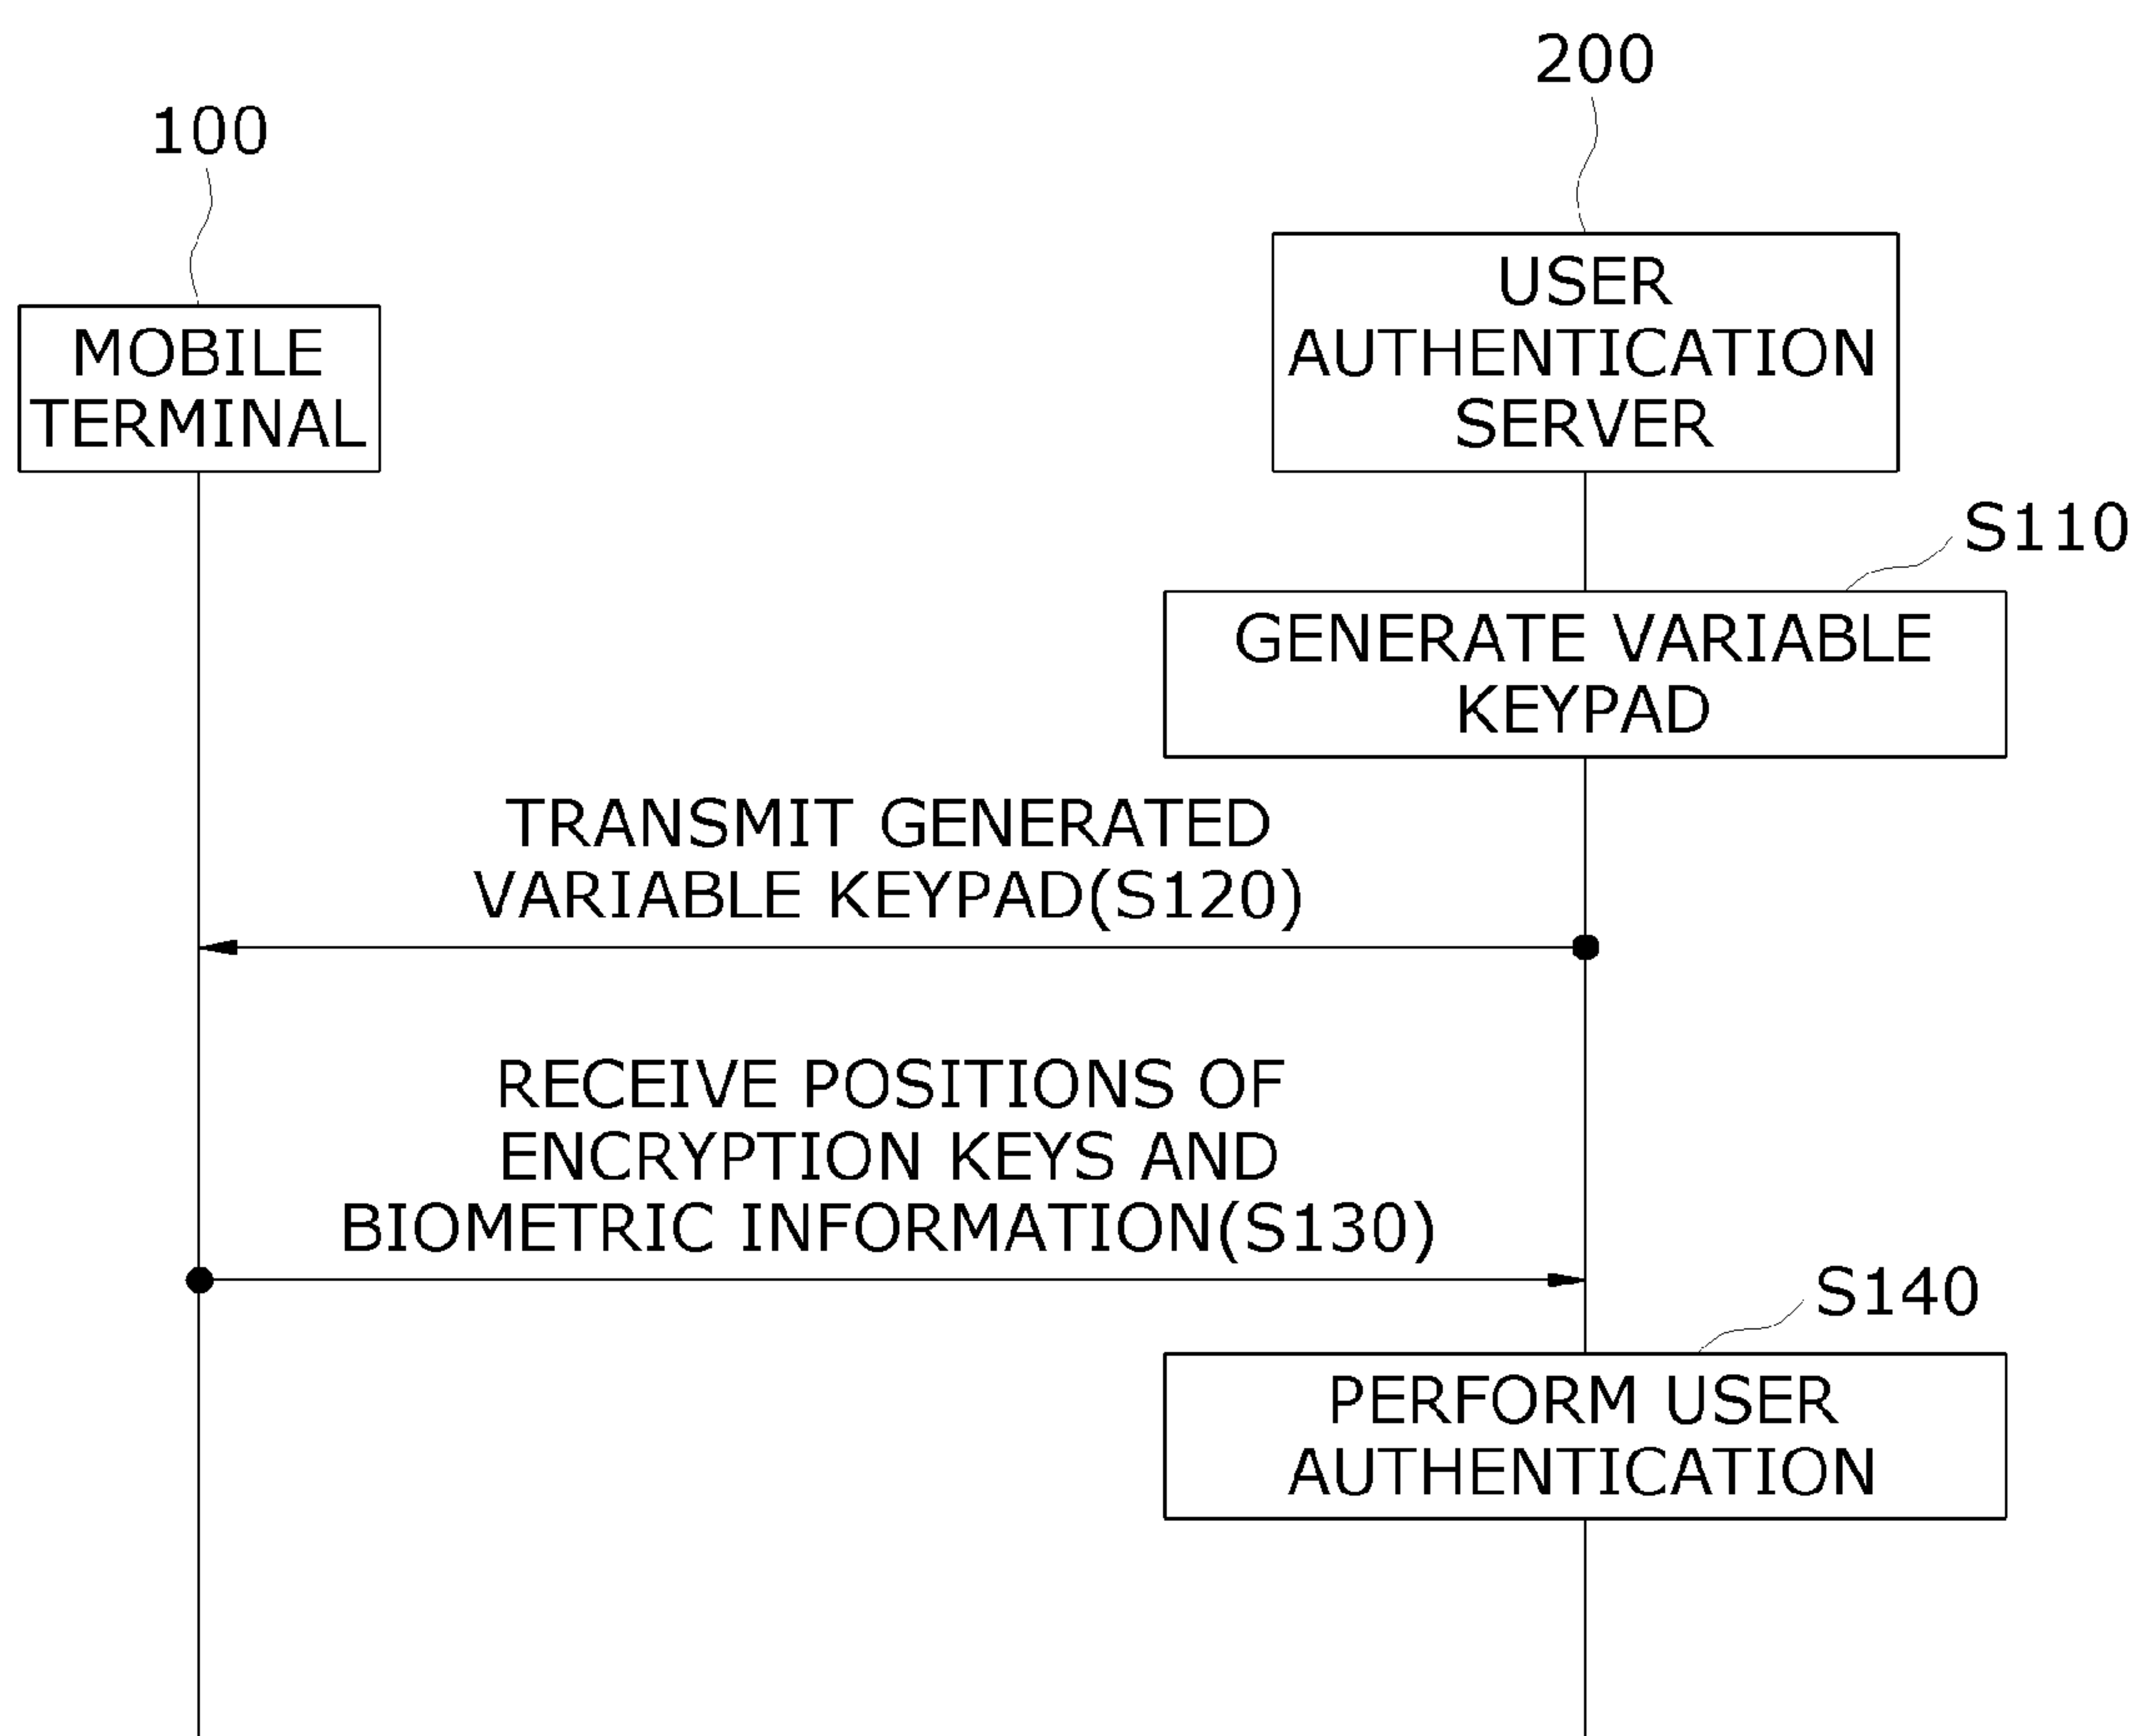 200
100
USER
AUTHENTICATION
SERVER
MOBILE
TERMINAL
S110
GENERATE VARIABLE
KEYPAD
TRANSMIT GENERATED
VARIABLE KEYPAD(S120)
RECEIVE POSITIONS OF
ENCRYPTION KEYS AND
BIOMETRIC INFORMATION(S130)
S140
PERFORM USER
AUTHENTICATION